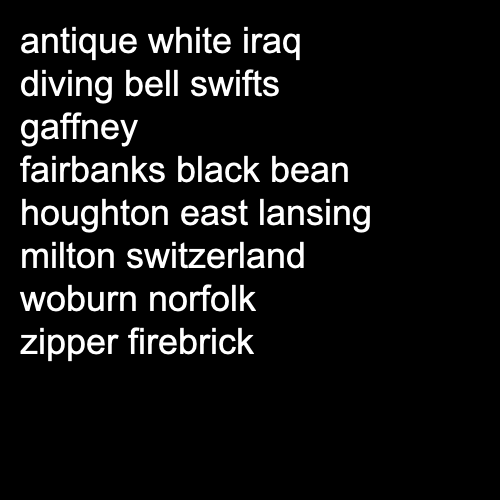 antique white iraq
diving bell swifts
gaffney
fairbanks black bean
houghton east lansing
milton switzerland
woburn norfolk
zipper firebrick